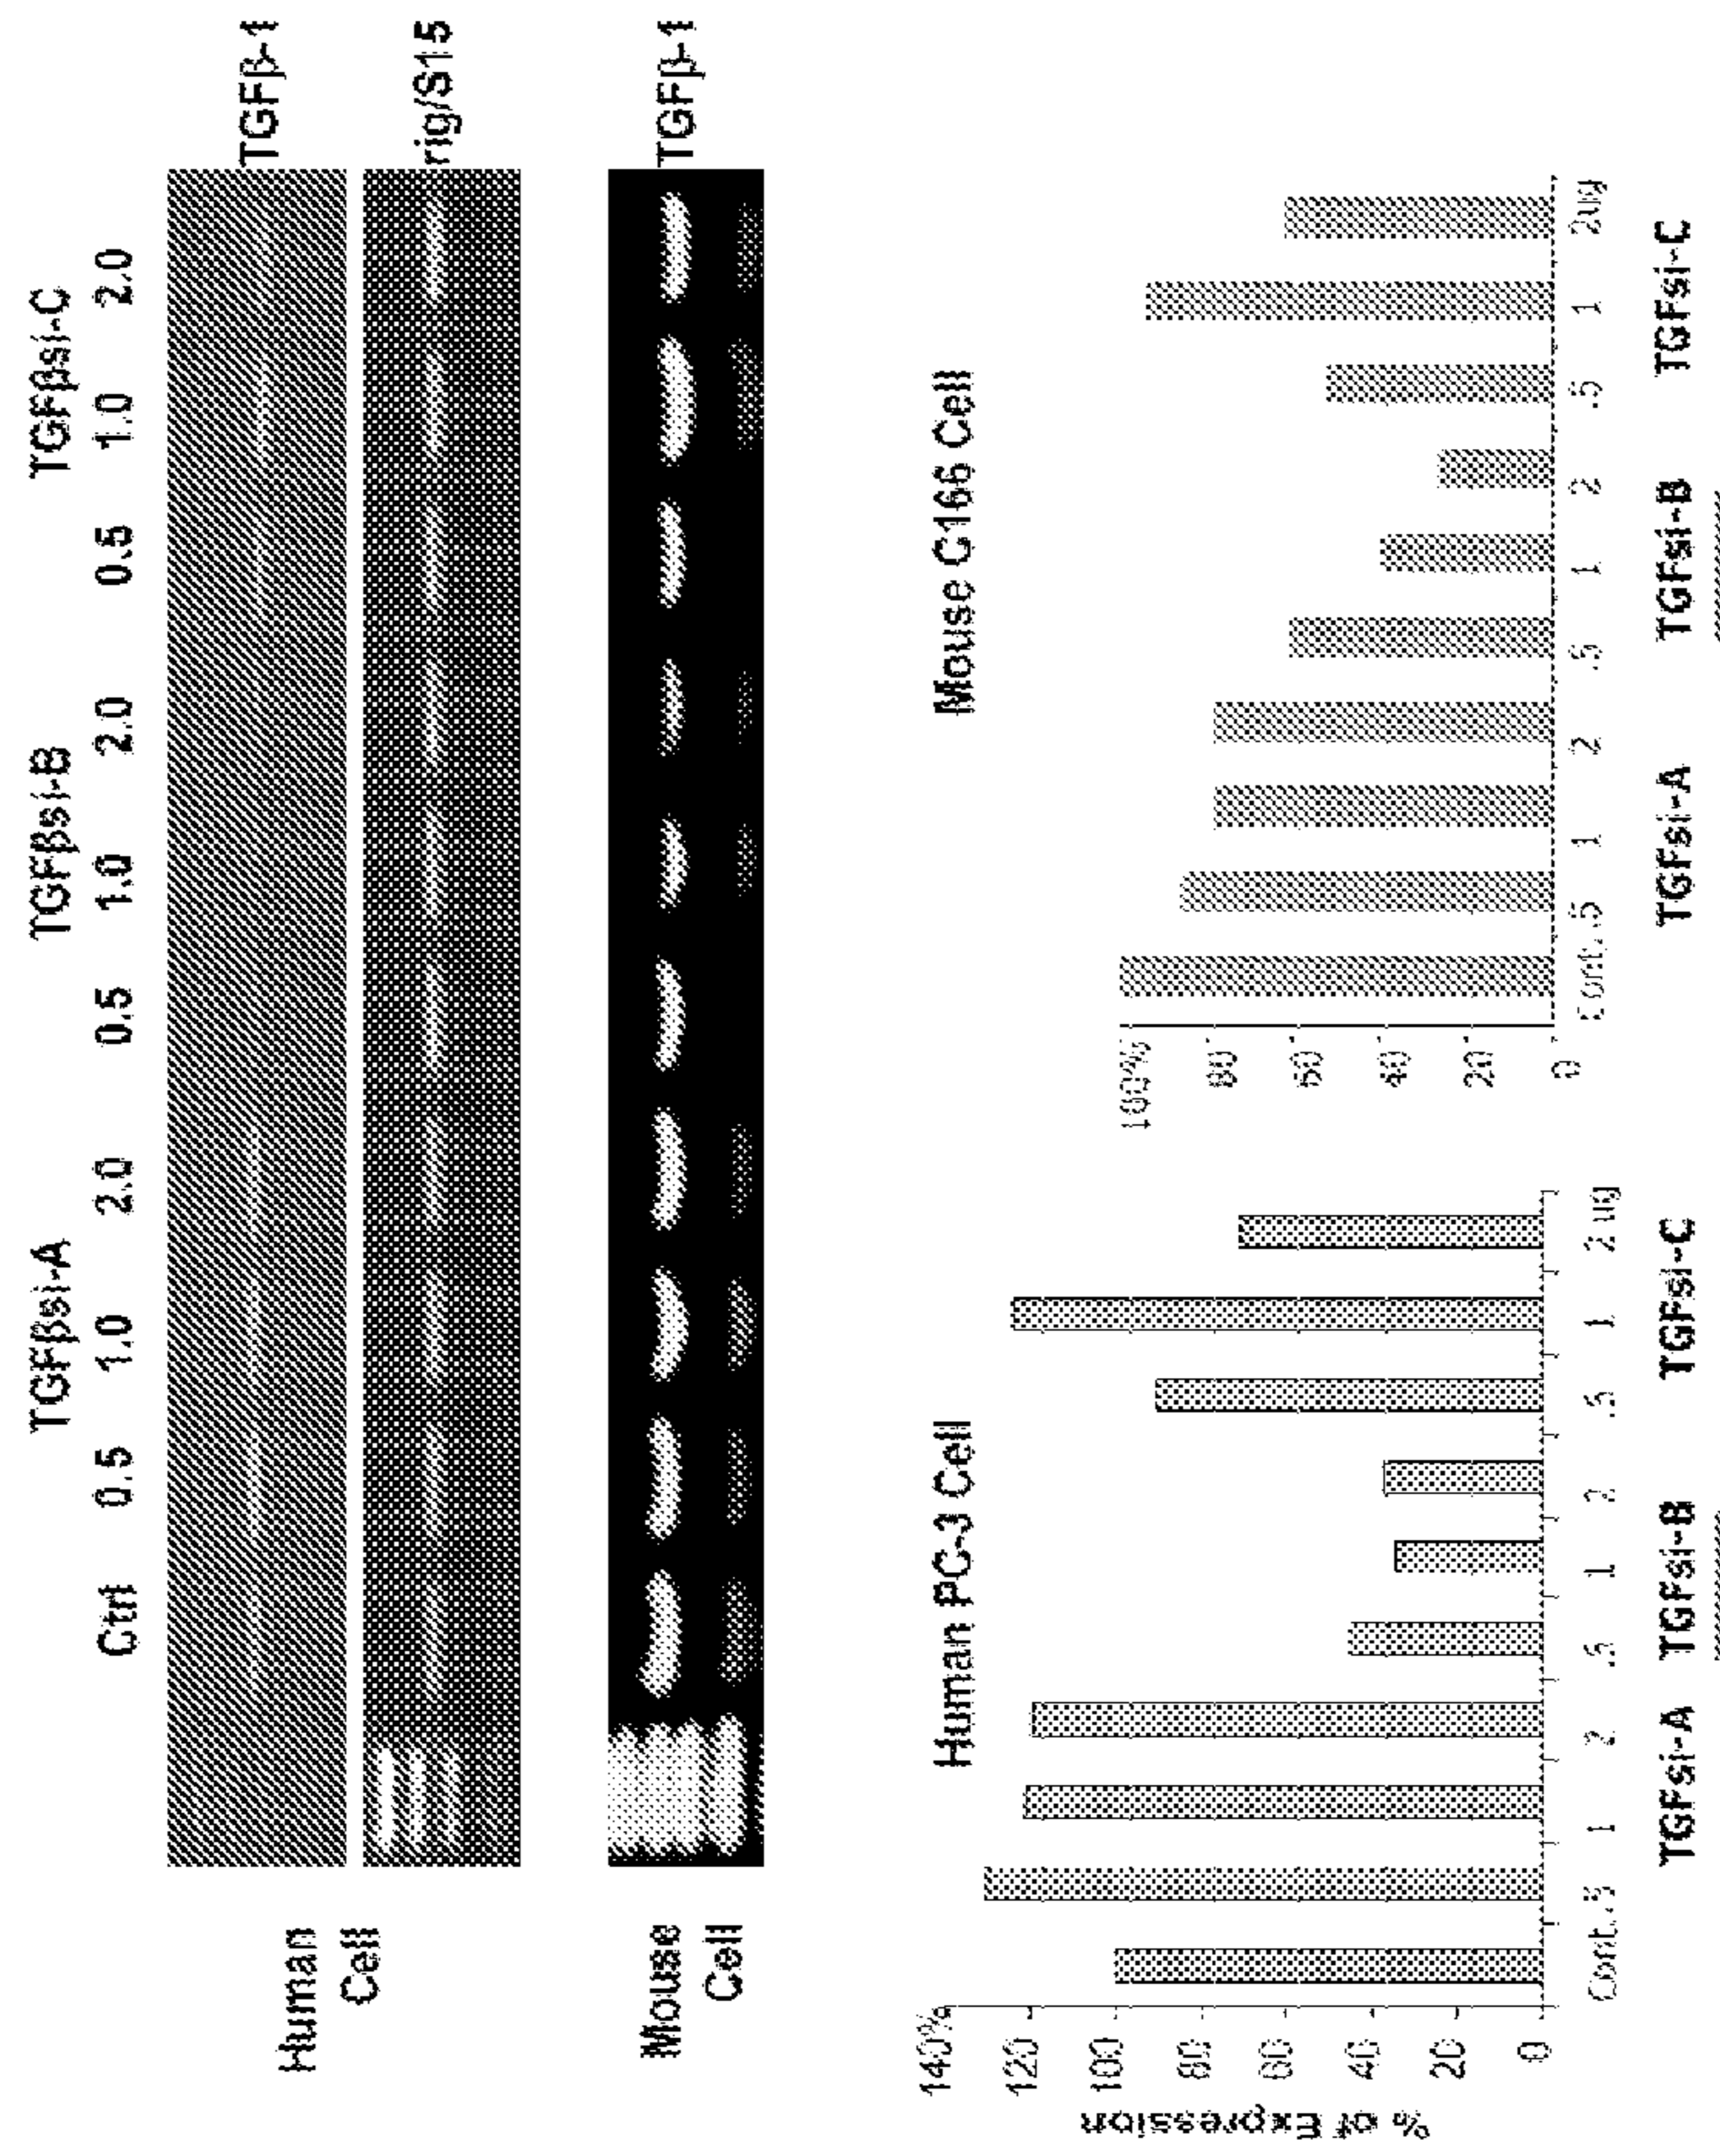 TGFβsi-A TGFβsi-B TGFβsi-C
Ctrl 0.5 1.0 2.0 0.5 1.0 2.0 0.5 1.0 2.0
Human
Cell
TGFβ-1
rig/S15
Mouse
Cell
TGFβ-1
Human PC-3 Cell
% of Expression
140%
120
100
80
60
40
20
0
Cont. .5 1 2 .5 1 2 .5 1 2 ug
TGFsi-A TGFsi-B TGFsi-C
Mouse C166 Cell
100%
80
60
40
20
0
Cont. .5 1 2 .5 1 2 .5 1 2ug
TGFsi-A TGFsi-B TGFsi-C